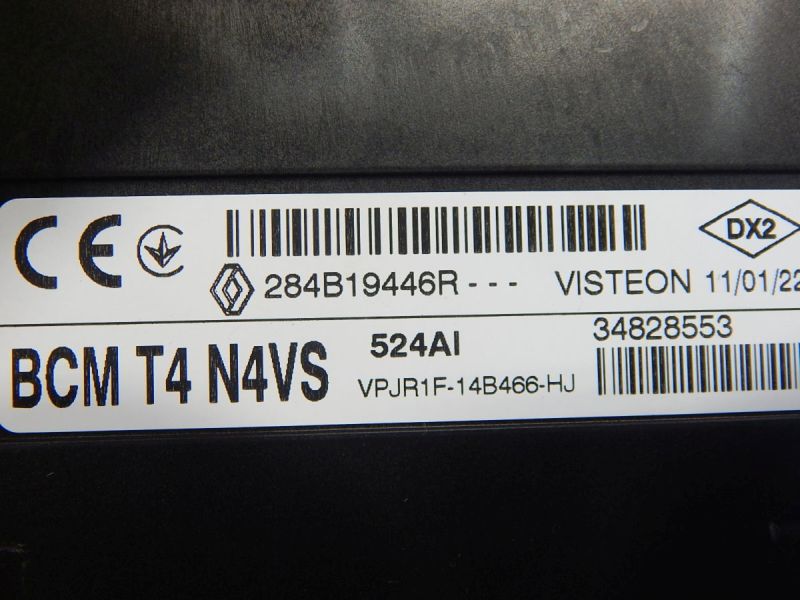 CE DX2
284B19446R - - - VISTEON 11/01/22
BCM T4 N4VS 524AI 34828553
VPJR1F-14B466-HJ